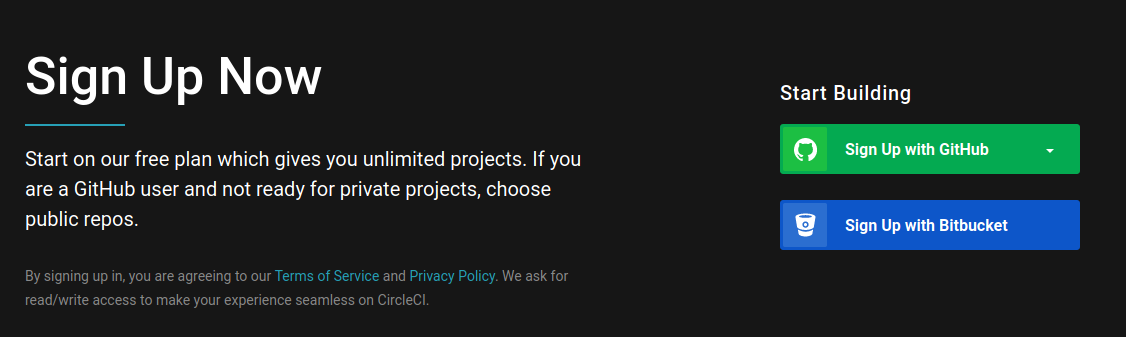 Sign Up Now
Start on our free plan which gives you unlimited projects. If you
are a GitHub user and not ready for private projects, choose
public repos.
By signing up in, you are agreeing to our Terms of Service and Privacy Policy. We ask for
read/write access to make your experience seamless on CircleCI.
Start Building
Sign Up with GitHub
Sign Up with Bitbucket